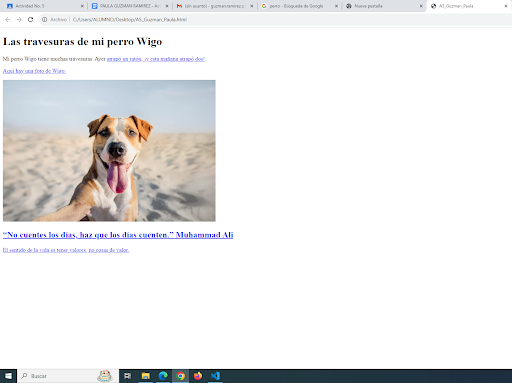 Actividad No. 5
PAULA GUZMAN RAMIREZ - An
(sin asunto) - guzman.ramirez.p
perro - Búsqueda de Google
Nueva pestaña
A5_Guzman_Paula
Archivo
C:/Users/ALUMNO/Desktop/A5_Guzman_Paula.html
Las travesuras de mi perro Wigo
Mi perro Wigo tiene muchas travesuras. Ayer atrapó un ratón, ¡y esta mañana atrapó dos!
Aquí hay una foto de Wigo.
“No cuentes los días, haz que los días cuenten.” Muhammad Ali
El sentido de la vida es tener valores, no cosas de valor.
Buscar